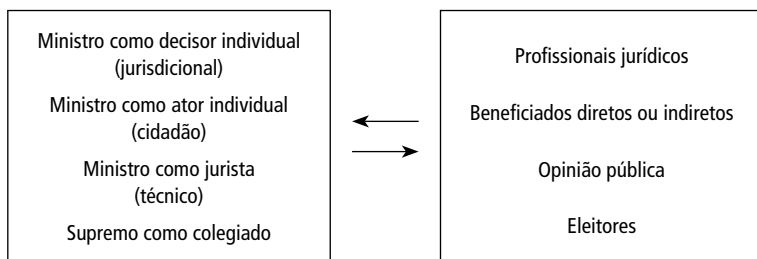 Ministro como decisor individual
(jurisdicional)
Ministro como ator individual
(cidadão)
Ministro como jurista
(técnico)
Supremo como colegiado
Profissionais jurídicos
Beneficiados diretos ou indiretos
Opinião pública
Eleitores